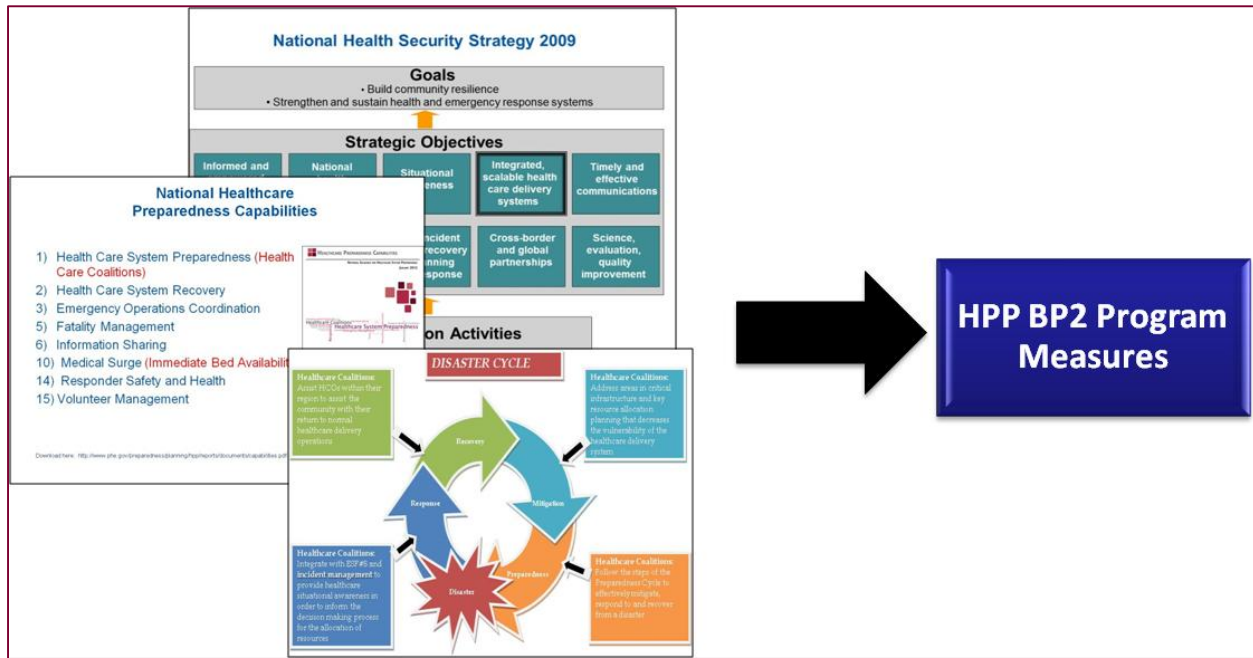 National Health Security Strategy 2009
Goals
• Build community resilience
• Strengthen and sustain health and emergency response systems
Strategic Objectives
Informed and
National
Situational
Integrated,
scalable health
care delivery
systems
Timely and
effective
communications
Cross-border
and global
partnerships
Science,
evaluation,
quality
improvement
Activities
National Healthcare
Preparedness Capabilities
1) Health Care System Preparedness (Health
Care Coalitions)
2) Health Care System Recovery
3) Emergency Operations Coordination
5) Fatality Management
6) Information Sharing
10) Medical Surge (Immediate Bed Availabilit
14) Responder Safety and Health
15) Volunteer Management
HEALTHCARE PREPAREDNESS CAPABILITIES
Healthcare System Preparedness
DISASTER CYCLE
Healthcare Coalitions:
Assist HCOs within their
region to assist the
community with their
return to normal
healthcare delivery
operations
Healthcare Coalitions:
Address areas in critical
infrastructure and key
resource allocation
planning that decreases
the vulnerability of the
healthcare delivery
system
Recovery
Response
Mitigation
Preparedness
Disaster
Healthcare Coalitions:
Integrate with ESF#8 and
incident management to
provide healthcare
situational awareness in
order to inform the
decision making process
for the allocation of
resources
Healthcare Coalitions:
Follow the steps of the
Preparedness Cycle to
effectively mitigate,
respond to and recover
from a disaster
HPP BP2 Program
Measures